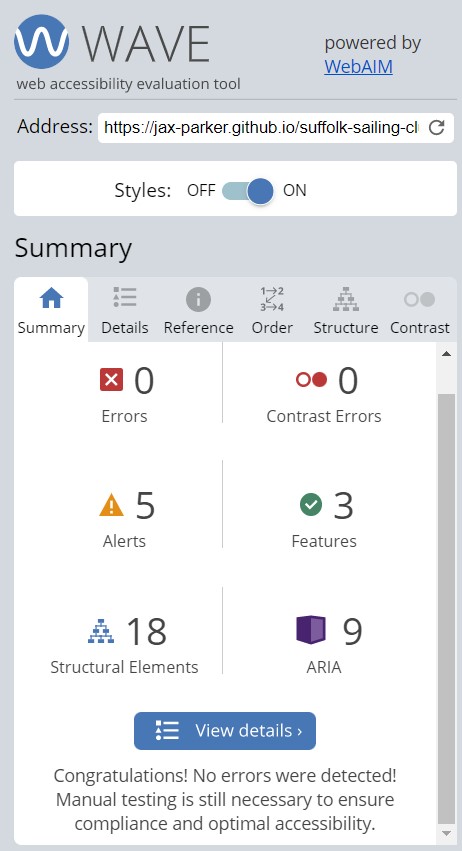 WAVE
powered by
WebAIM
web accessibility evaluation tool
Address: https://jax-parker.github.io/suffolk-sailing-cl
Styles: OFF ON
Summary
Summary Details Reference Order Structure Contrast
1 2
3 4
0 0
Errors Contrast Errors
5 3
Alerts Features
18 9
Structural Elements ARIA
View details ›
Congratulations! No errors were detected!
Manual testing is still necessary to ensure
compliance and optimal accessibility.